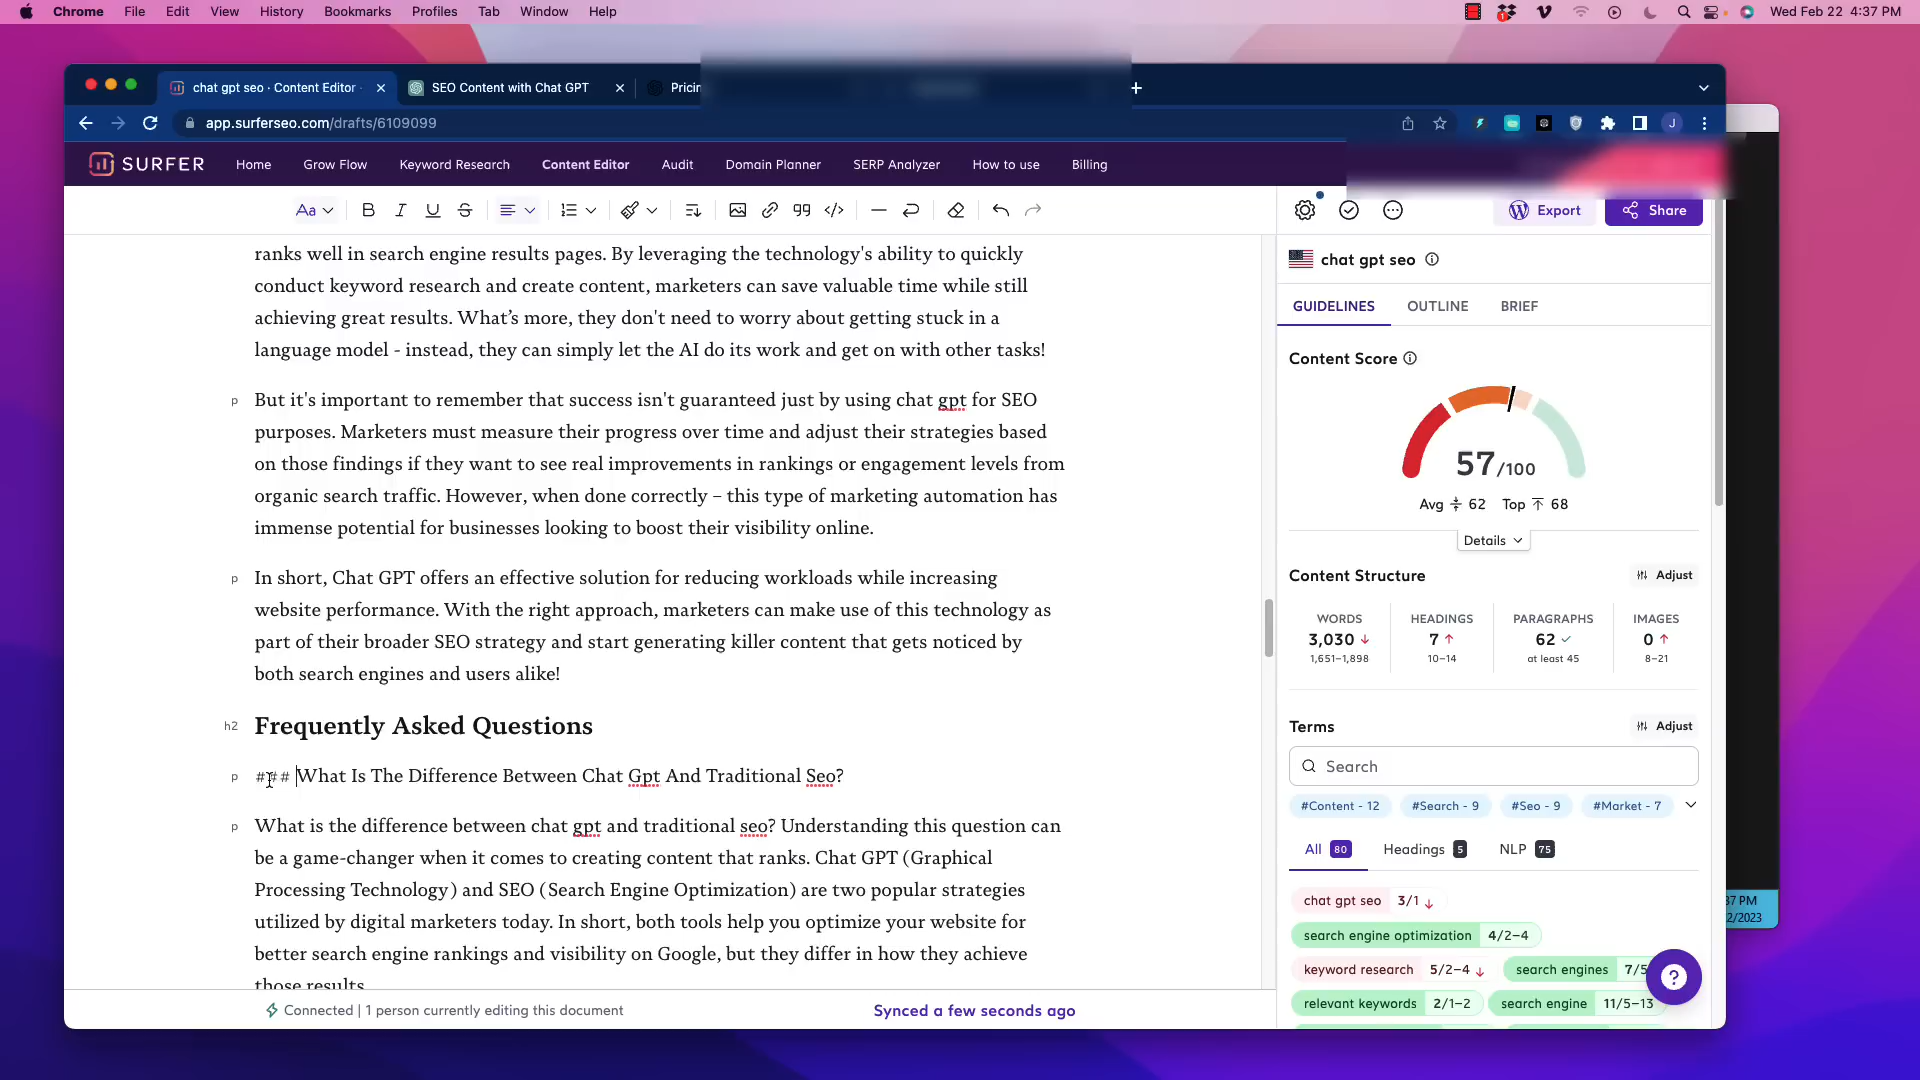 Chrome File Edit View History Bookmarks Profiles Tab Window Help
1
Wed Feb 22 4:37 PM
chat gpt seo · Content Editor
SEO Content with Chat GPT
app.surferseo.com/drafts/6109099
J
SURFER Home Grow Flow Keyword Research Content Editor Audit Domain Planner SERP Analyzer How to use Billing
Aa
Export
Share
ranks well in search engine results pages. By leveraging the technology's ability to quickly
conduct keyword research and create content, marketers can save valuable time while still
achieving great results. What's more, they don't need to worry about getting stuck in a
language model - instead, they can simply let the AI do its work and get on with other tasks!
p
But it's important to remember that success isn't guaranteed just by using chat gpt for SEO
purposes. Marketers must measure their progress over time and adjust their strategies based
on those findings if they want to see real improvements in rankings or engagement levels from
organic search traffic. However, when done correctly – this type of marketing automation has
immense potential for businesses looking to boost their visibility online.
p
In short, Chat GPT offers an effective solution for reducing workloads while increasing
website performance. With the right approach, marketers can make use of this technology as
part of their broader SEO strategy and start generating killer content that gets noticed by
both search engines and users alike!
h2
Frequently Asked Questions
p
### What Is The Difference Between Chat Gpt And Traditional Seo?
p
What is the difference between chat gpt and traditional seo? Understanding this question can
be a game-changer when it comes to creating content that ranks. Chat GPT (Graphical
Processing Technology) and SEO (Search Engine Optimization) are two popular strategies
utilized by digital marketers today. In short, both tools help you optimize your website for
better search engine rankings and visibility on Google, but they differ in how they achieve
those results.
Connected | 1 person currently editing this document
Synced a few seconds ago
chat gpt seo
GUIDELINES OUTLINE BRIEF
Content Score
57/100
Avg 62 Top 68
Details
Content Structure
Adjust
WORDS HEADINGS PARAGRAPHS IMAGES
3,030 7 62 0
1,651–1,898 10–14 at least 45 8–21
Terms
Adjust
Search
#Content - 12 #Search - 9 #Seo - 9 #Market - 7
All 80 Headings 5 NLP 75
chat gpt seo 3/1
search engine optimization 4/2–4
keyword research 5/2–4 search engines
relevant keywords 2/1–2 search engine 11/5–13
?